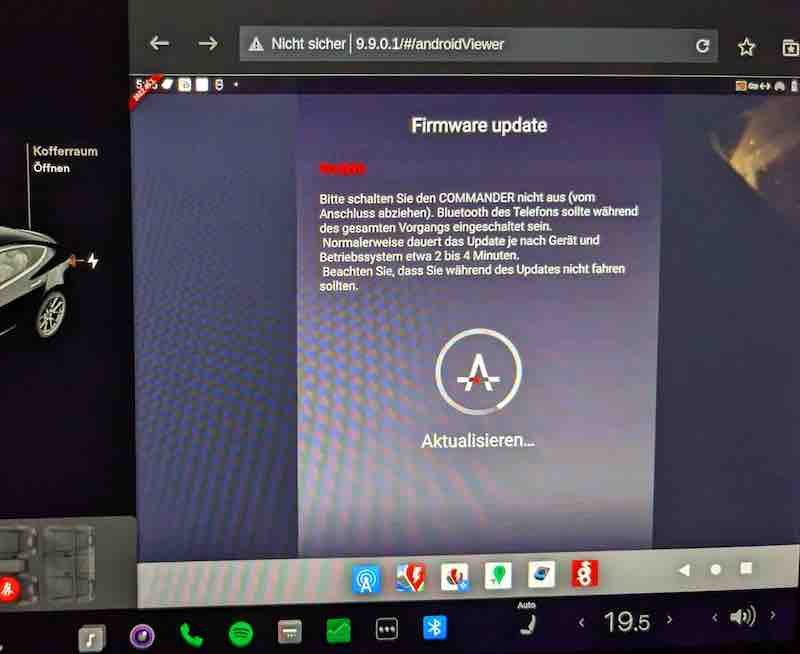 Nicht sicher 9.9.0.1/#/androidViewer
Firmware update
Kofferraum
Öffnen
Bitte schalten Sie den COMMANDER nicht aus (vom
Anschluss abziehen). Bluetooth des Telefons sollte während
des gesamten Vorgangs eingeschaltet sein.
Normalerweise dauert das Update je nach Gerät und
Betriebssystem etwa 2 bis 4 Minuten.
Beachten Sie, dass Sie während des Updates nicht fahren
sollten.
Aktualisieren...
Auto
19.5